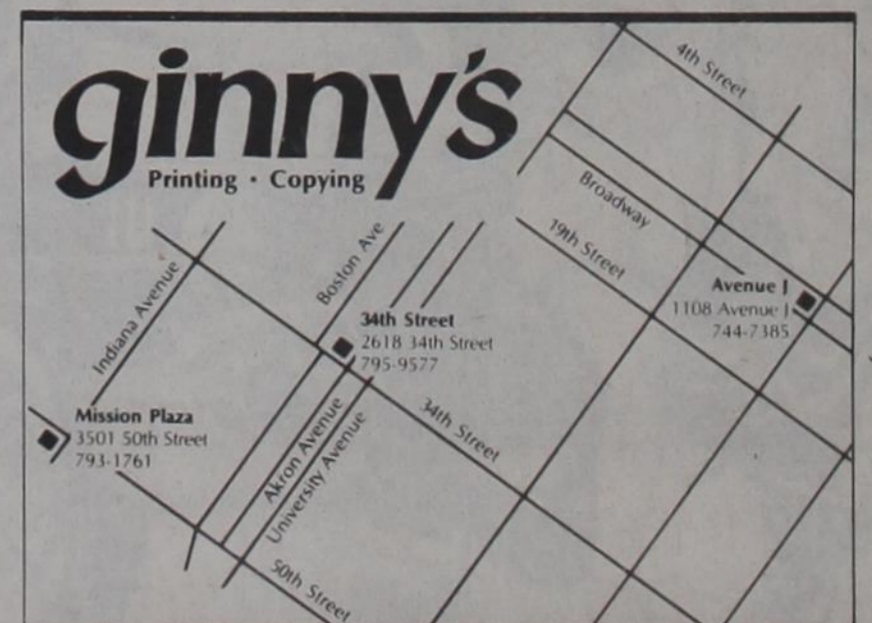 ginny's
Printing · Copying
4th Street
Broadway
19th Street
Boston Ave
Indiana Avenue
Avenue J
1108 Avenue J
744-7385
34th Street
2618 34th Street
795-9577
Mission Plaza
3501 50th Street
793-1761
34th Street
Akron Avenue
University Avenue
50th Street